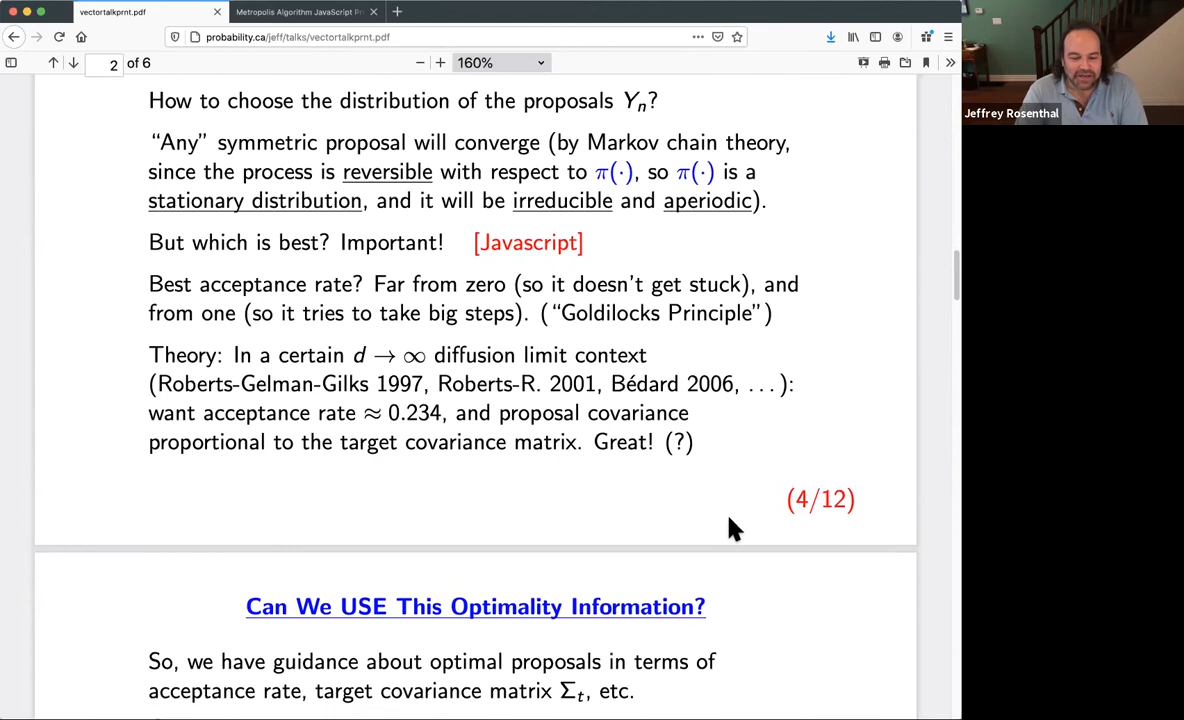 vectortalkprnt.pdf
Metropolis Algorithm JavaScript Pr
probability.ca/jeff/talks/vectortalkprnt.pdf
2 of 6
160%
Jeffrey Rosenthal
How to choose the distribution of the proposals Yₙ?
“Any” symmetric proposal will converge (by Markov chain theory,
since the process is reversible with respect to π(·), so π(·) is a
stationary distribution, and it will be irreducible and aperiodic).
But which is best? Important! [Javascript]
Best acceptance rate? Far from zero (so it doesn't get stuck), and
from one (so it tries to take big steps). (“Goldilocks Principle”)
Theory: In a certain d → ∞ diffusion limit context
(Roberts-Gelman-Gilks 1997, Roberts-R. 2001, Bédard 2006, ...):
want acceptance rate ≈ 0.234, and proposal covariance
proportional to the target covariance matrix. Great! (?)
(4/12)
Can We USE This Optimality Information?
So, we have guidance about optimal proposals in terms of
acceptance rate, target covariance matrix Σₜ, etc.